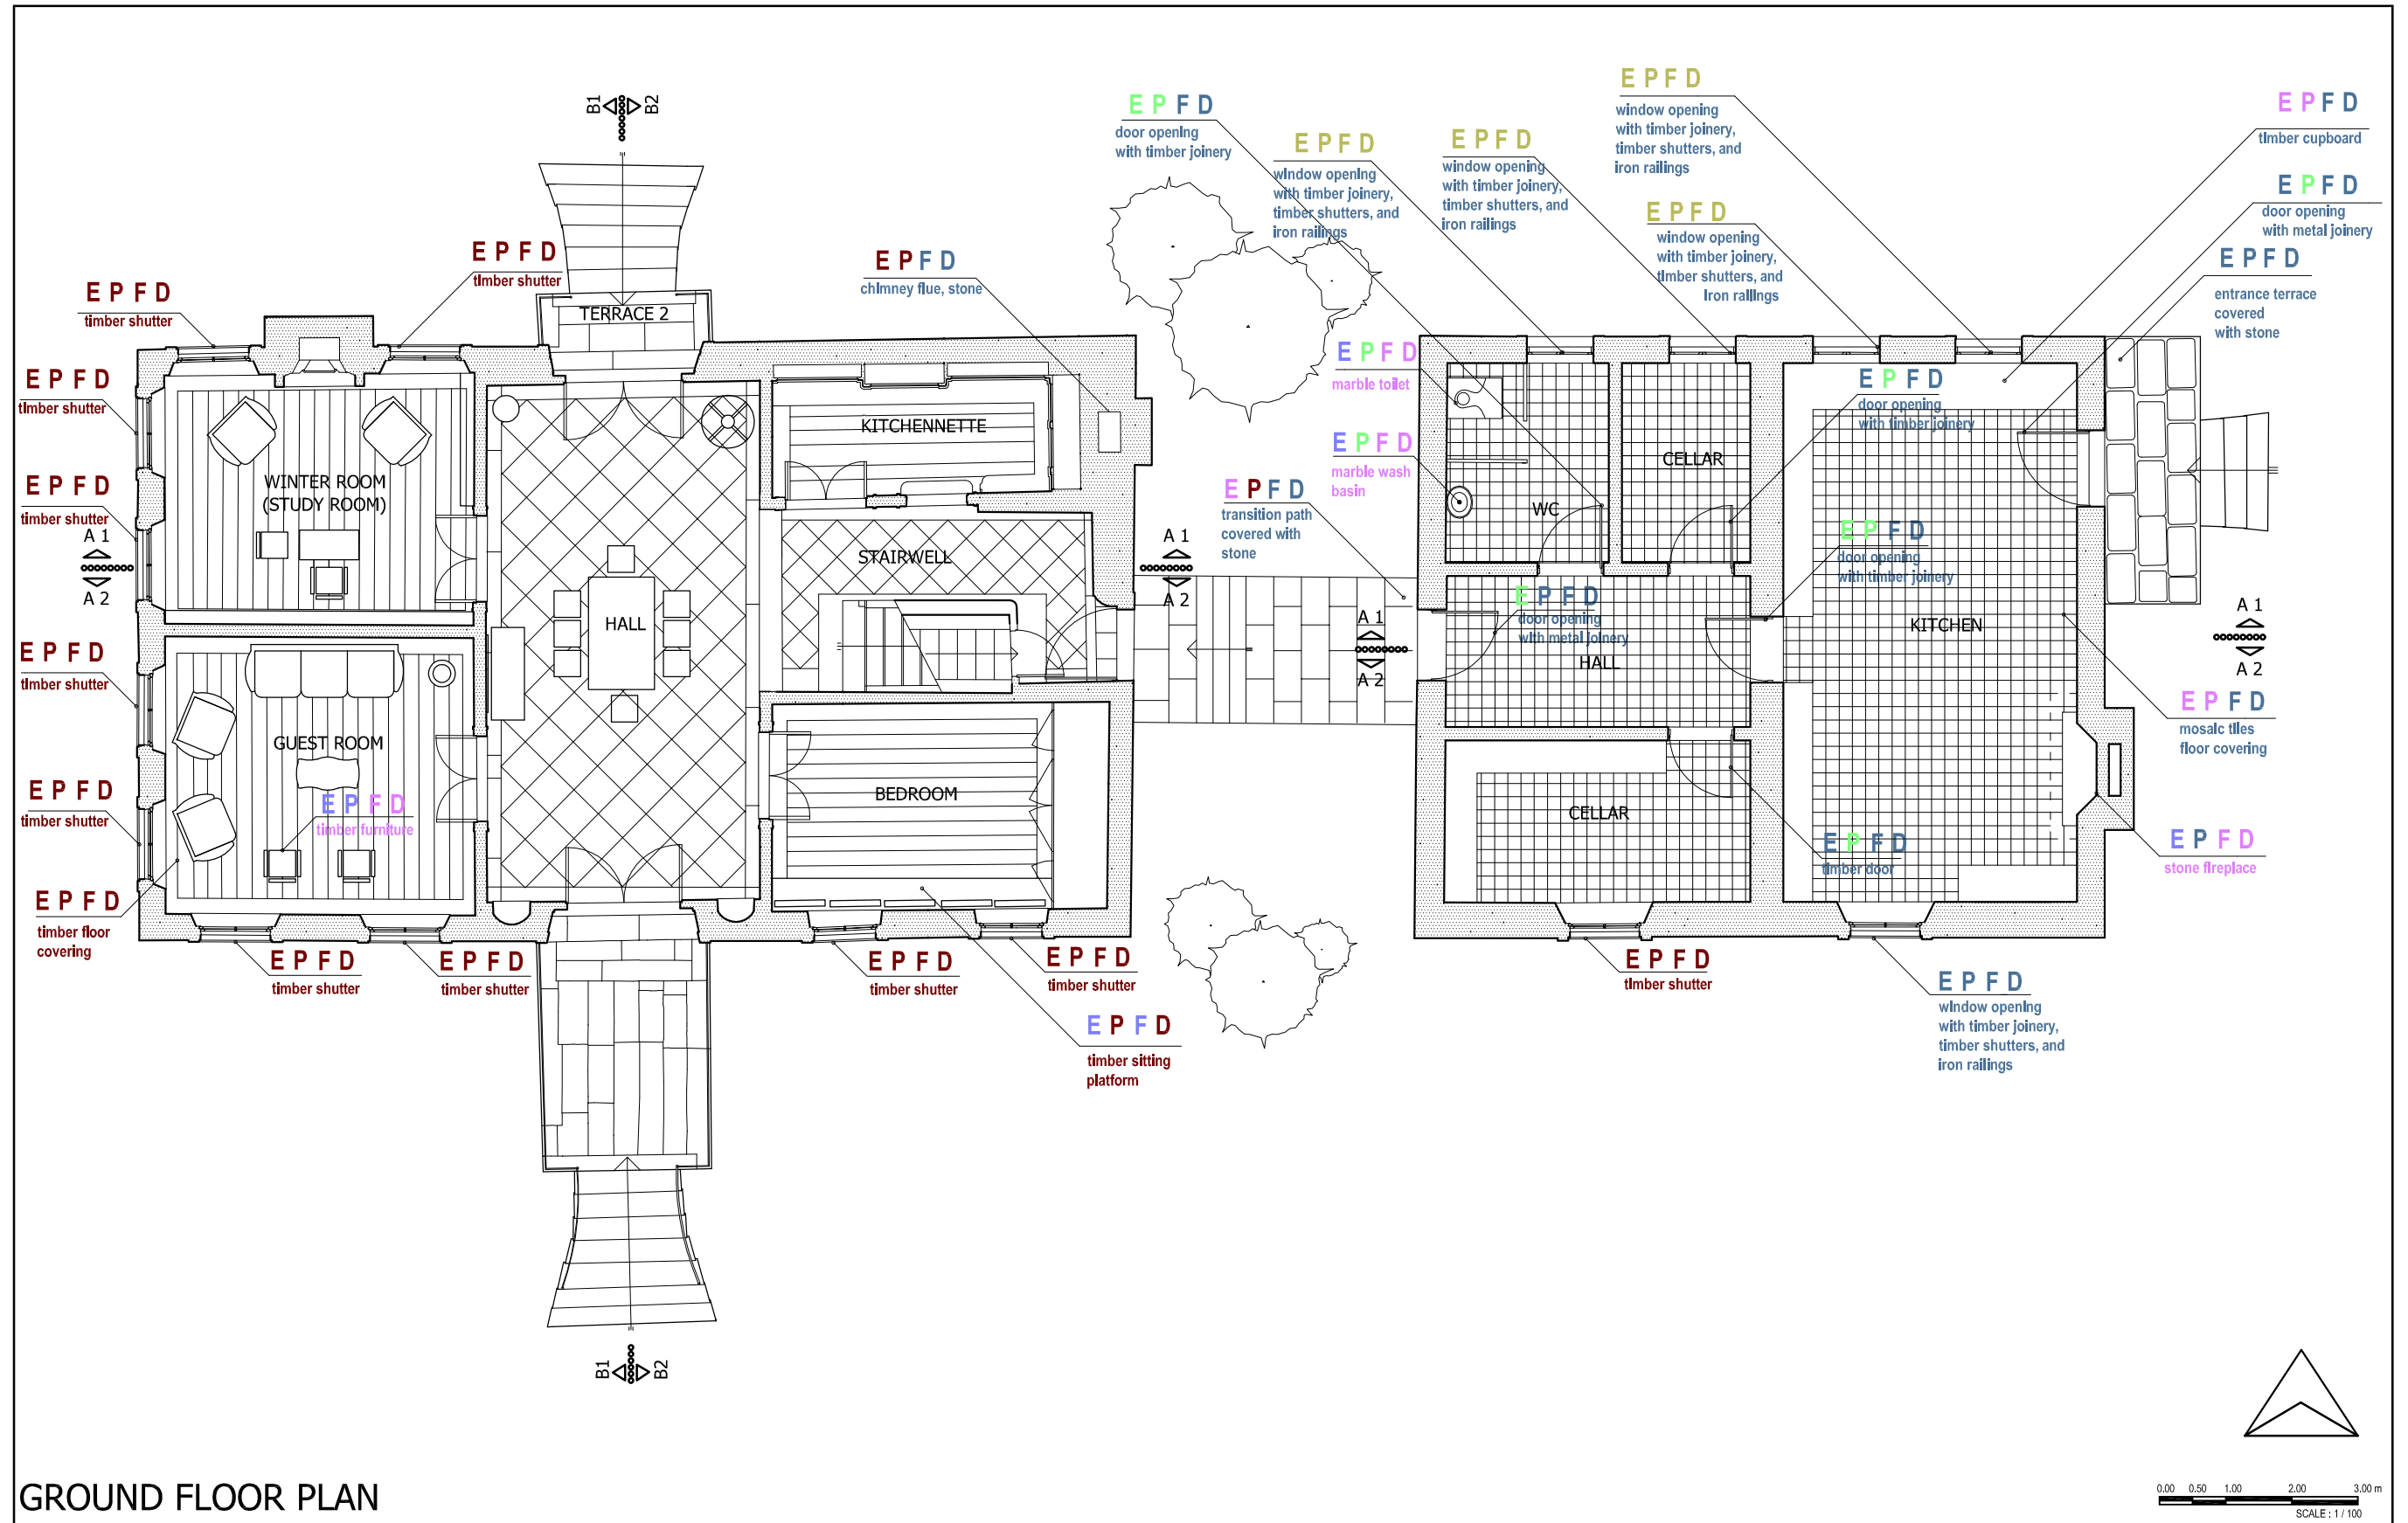 B1 B2
E P F D
door opening
with timber joinery
E P F D
window opening
with timber joinery,
timber shutters, and
iron railings
E P F D
window opening
with timber joinery,
timber shutters, and
iron railings
E P F D
window opening
with timber joinery,
timber shutters, and
iron railings
E P F D
window opening
with timber joinery,
timber shutters, and
Iron railings
E P F D
timber cupboard
E P F D
door opening
with metal joinery
E P F D
entrance terrace
covered
with stone
E P F D
timber shutter
E P F D
timber shutter
E P F D
chimney flue, stone
TERRACE 2
E P F D
timber shutter
E P F D
timber shutter
A 1
A 2
WINTER ROOM
(STUDY ROOM)
KITCHENNETTE
STAIRWELL
HALL
E P F D
marble toilet
E P F D
marble wash
basin
E P F D
transition path
covered with
stone
A 1
A 2
A 1
A 2
WC
CELLAR
E P F D
door opening
with timber joinery
E P F D
door opening
with timber joinery
E P F D
door opening
with metal joinery
HALL
KITCHEN
A 1
A 2
E P F D
timber shutter
E P F D
timber shutter
GUEST ROOM
E P F D
timber furniture
BEDROOM
CELLAR
E P F D
timber door
E P F D
mosaic tiles
floor covering
E P F D
stone fireplace
E P F D
timber floor
covering
E P F D
timber shutter
E P F D
timber shutter
E P F D
timber shutter
E P F D
timber shutter
E P F D
timber sitting
platform
E P F D
timber shutter
E P F D
window opening
with timber joinery,
timber shutters, and
iron railings
B1 B2
GROUND FLOOR PLAN
0.00 0.50 1.00 2.00 3.00 m
SCALE : 1 / 100